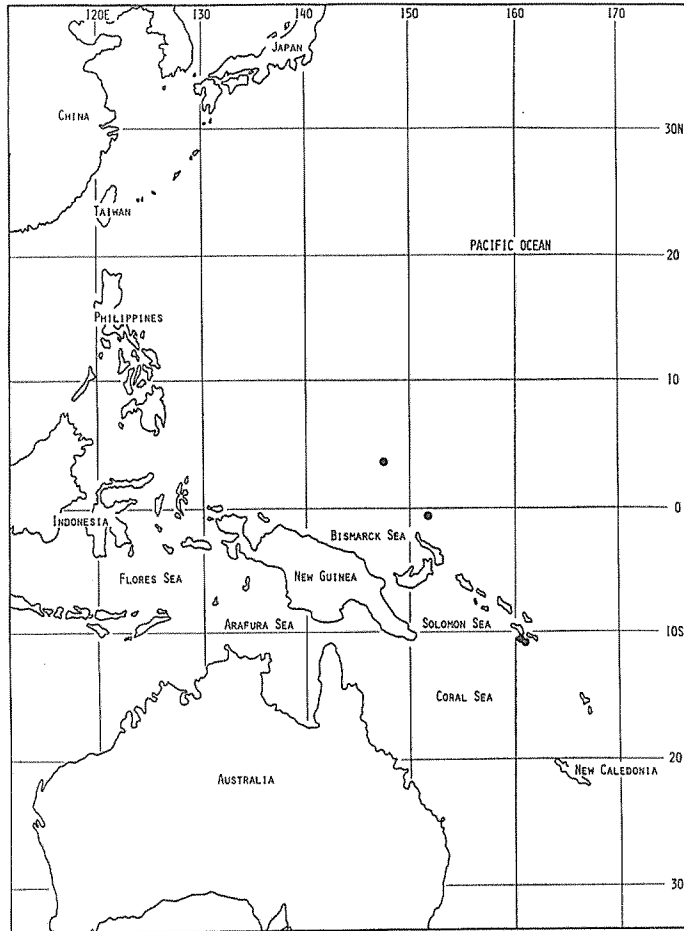 120E 130 140 150 160 170
JAPAN
CHINA
30N
TAIWAN
PACIFIC OCEAN
20
PHILIPPINES
10
0
INDONESIA
BISMARCK SEA
FLORES SEA
NEW GUINEA
ARAFURA SEA
SOLOMON SEA
10S
CORAL SEA
20
NEW CALEDONIA
AUSTRALIA
30